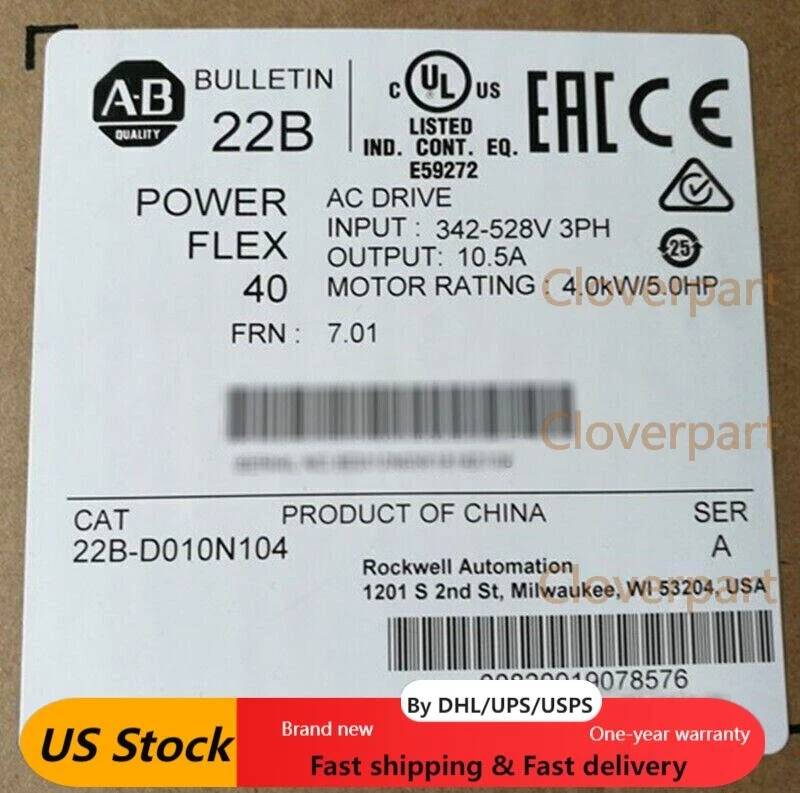 A-B
QUALITY
BULLETIN
22B
C UL US
LISTED
IND. CONT. EQ.
E59272
EAC CE
25
POWER
FLEX
40
AC DRIVE
INPUT : 342-528V 3PH
OUTPUT: 10.5A
MOTOR RATING : 4.0kW/5.0HP
FRN : 7.01
Cloverpart
Cloverpart
CAT
22B-D010N104
PRODUCT OF CHINA
SER
A
Rockwell Automation
1201 S 2nd St, Milwaukee, WI 53204, USA
Cloverpart
00820919078576
By DHL/UPS/USPS
US Stock
Brand new
One-year warranty
Fast shipping & Fast delivery